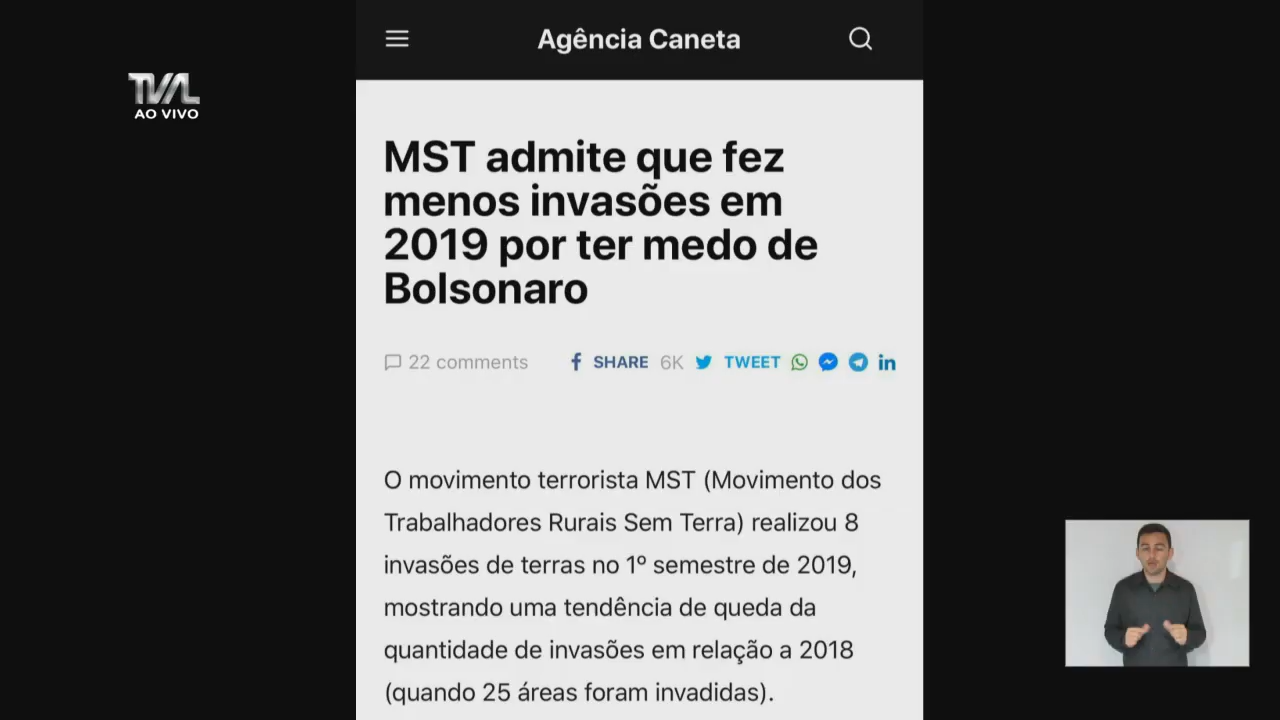 TVAL
AO VIVO
Agência Caneta
MST admite que fez
menos invasões em
2019 por ter medo de
Bolsonaro
22 comments
SHARE 6K
TWEET
O movimento terrorista MST (Movimento dos
Trabalhadores Rurais Sem Terra) realizou 8
invasões de terras no 1º semestre de 2019,
mostrando uma tendência de queda da
quantidade de invasões em relação a 2018
(quando 25 áreas foram invadidas).